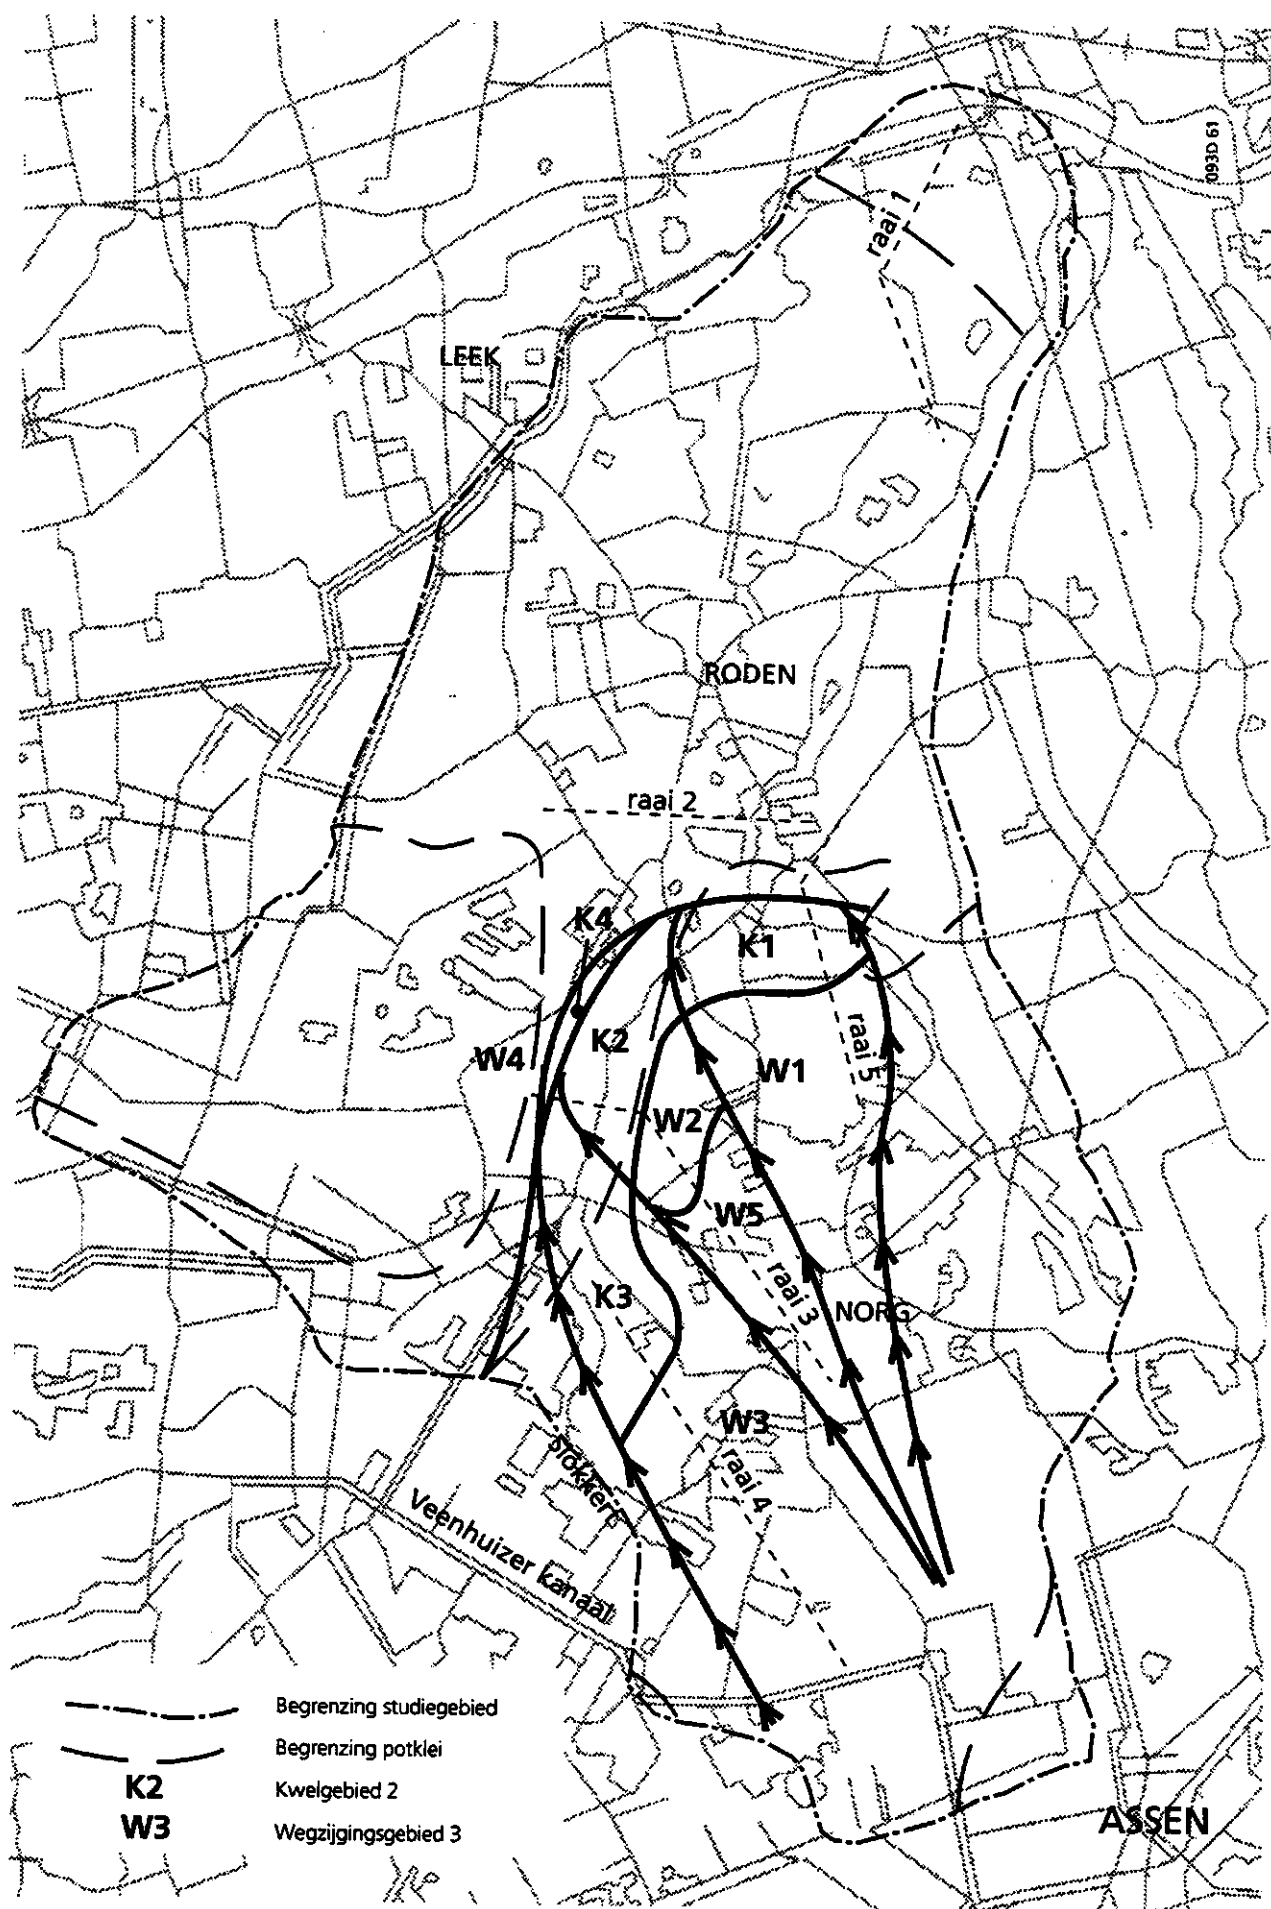 093D 61
raai 1
LEEK
RODEN
raai 2
K4
K1
raai 5
K2
W4
W1
W2
W5
raai 3
K3
NORG
W3
raai 4
Slokkert
Veenhuizer kanaal
Begrenzing studiegebied
Begrenzing potklei
K2 Kwelgebied 2
W3 Wegzijgingsgebied 3
ASSEN